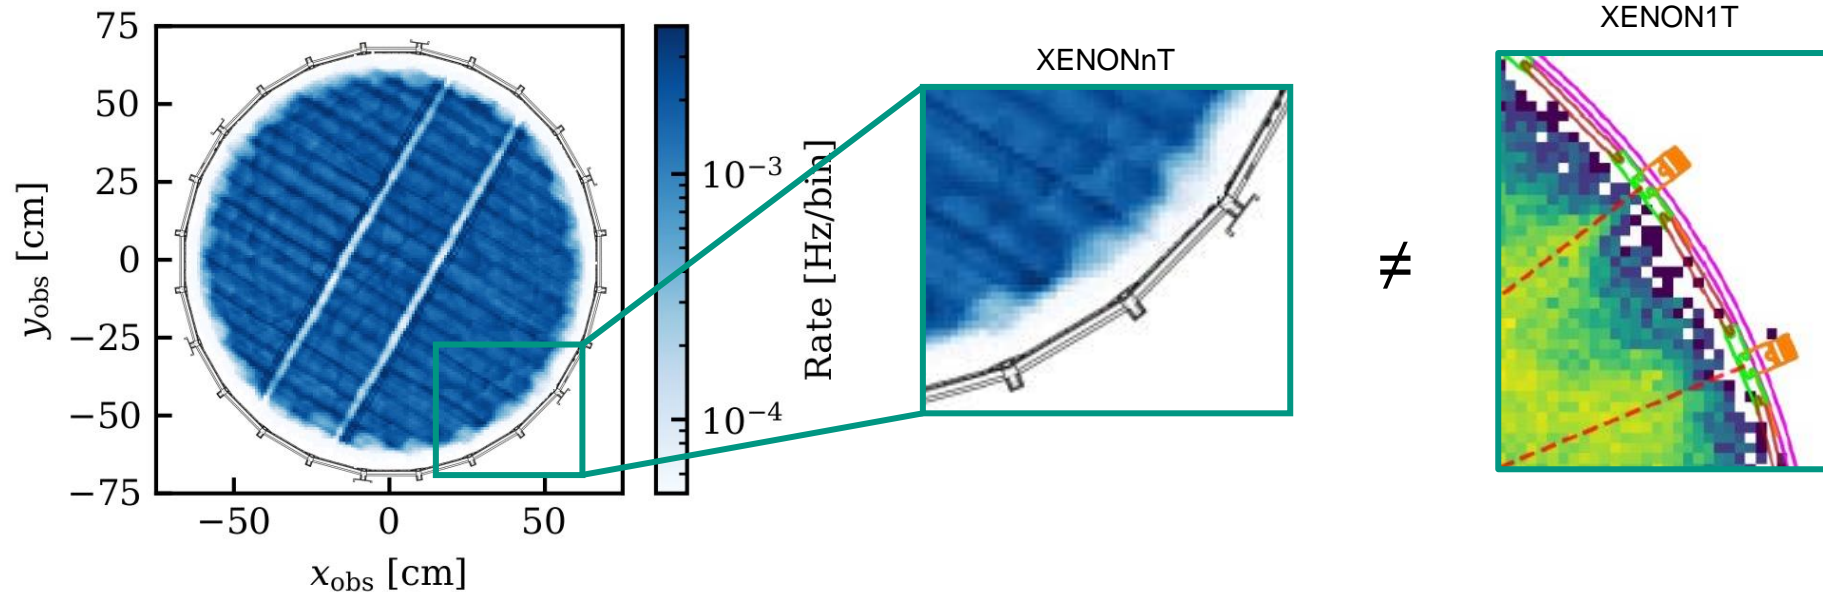 XENON1T
XENONnT
75
50
25
0
−25
−50
−75
y_obs [cm]
−50 0 50
x_obs [cm]
10⁻³
10⁻⁴
Rate [Hz/bin]
≠